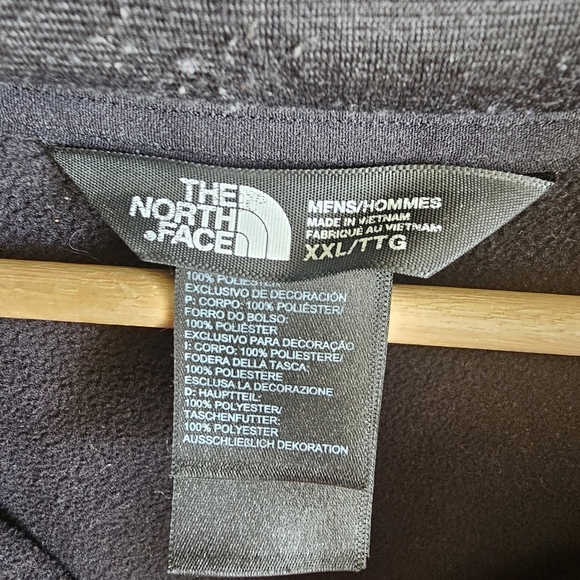 THE
NORTH
FACE
MENS/HOMMES
MADE IN VIETNAM
FABRIQUÉ AU VIETNAM
XXL/TTG
100% POLIÉSTER
EXCLUSIVO DE DECORACIÓN
P: CORPO: 100% POLIÉSTER/
FORRO DO BOLSO:
100% POLIÉSTER
EXCLUSIVO PARA DECORAÇÃO
I: CORPO: 100% POLIESTERE/
FODERA DELLA TASCA:
100% POLIESTERE
ESCLUSA LA DECORAZIONE
D: HAUPTTEIL:
100% POLYESTER/
TASCHENFUTTER:
100% POLYESTER
AUSSCHLIEßLICH DEKORATION